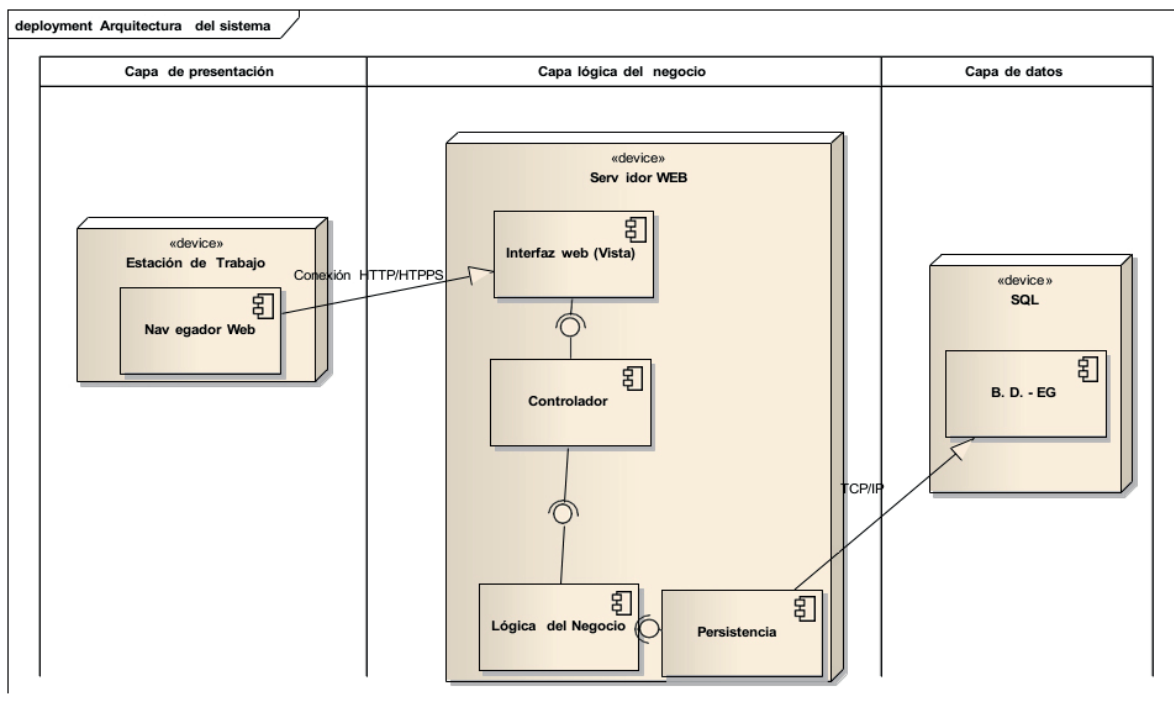 deployment Arquitectura del sistema
Capa de presentación
Capa lógica del negocio
Capa de datos
«device»
Estación de Trabajo
Nav egador Web
Conexión HTTP/HTPPS
«device»
Serv idor WEB
Interfaz web (Vista)
Controlador
Lógica del Negocio
Persistencia
TCP/IP
«device»
SQL
B. D. - EG